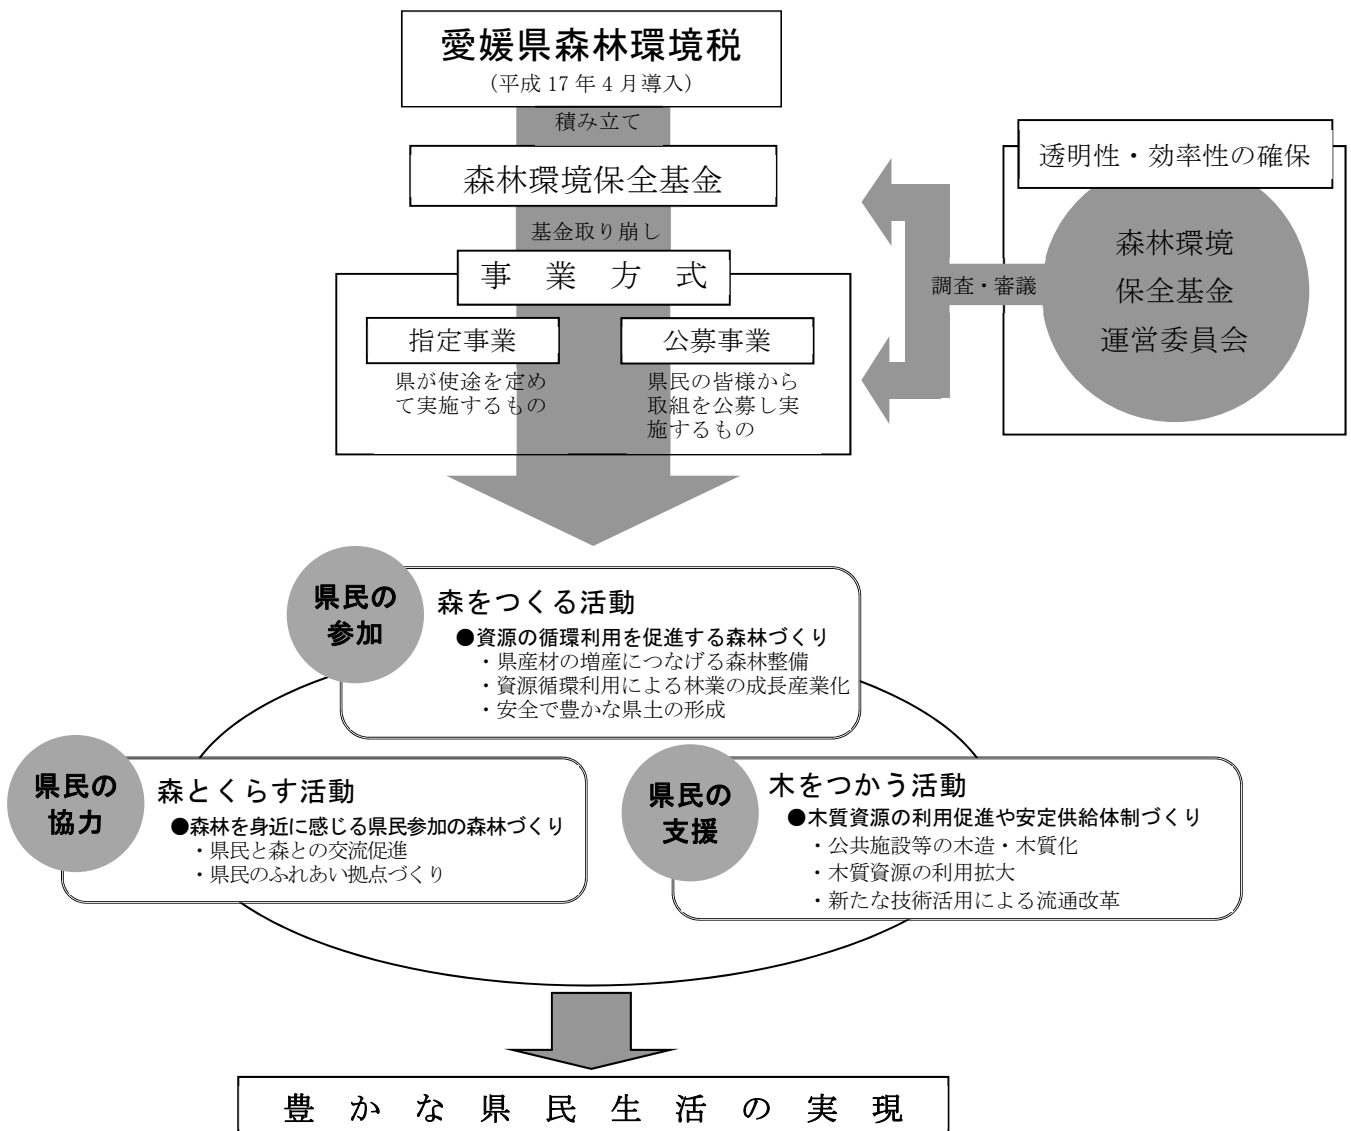 愛媛県森林環境税
(平成 17 年 4 月導入)
積み立て
森林環境保全基金
基金取り崩し
事業方式
指定事業
県が使途を定め
て実施するもの
公募事業
県民の皆様から
取組を公募し実
施するもの
透明性・効率性の確保
森林環境
保全基金
運営委員会
調査・審議
県民の
参加
森をつくる活動
●資源の循環利用を促進する森林づくり
・県産材の増産につなげる森林整備
・資源循環利用による林業の成長産業化
・安全で豊かな県土の形成
県民の
協力
森とくらす活動
●森林を身近に感じる県民参加の森林づくり
・県民と森との交流促進
・県民のふれあい拠点づくり
県民の
支援
木をつかう活動
●木質資源の利用促進や安定供給体制づくり
・公共施設等の木造・木質化
・木質資源の利用拡大
・新たな技術活用による流通改革
豊かな県民生活の実現